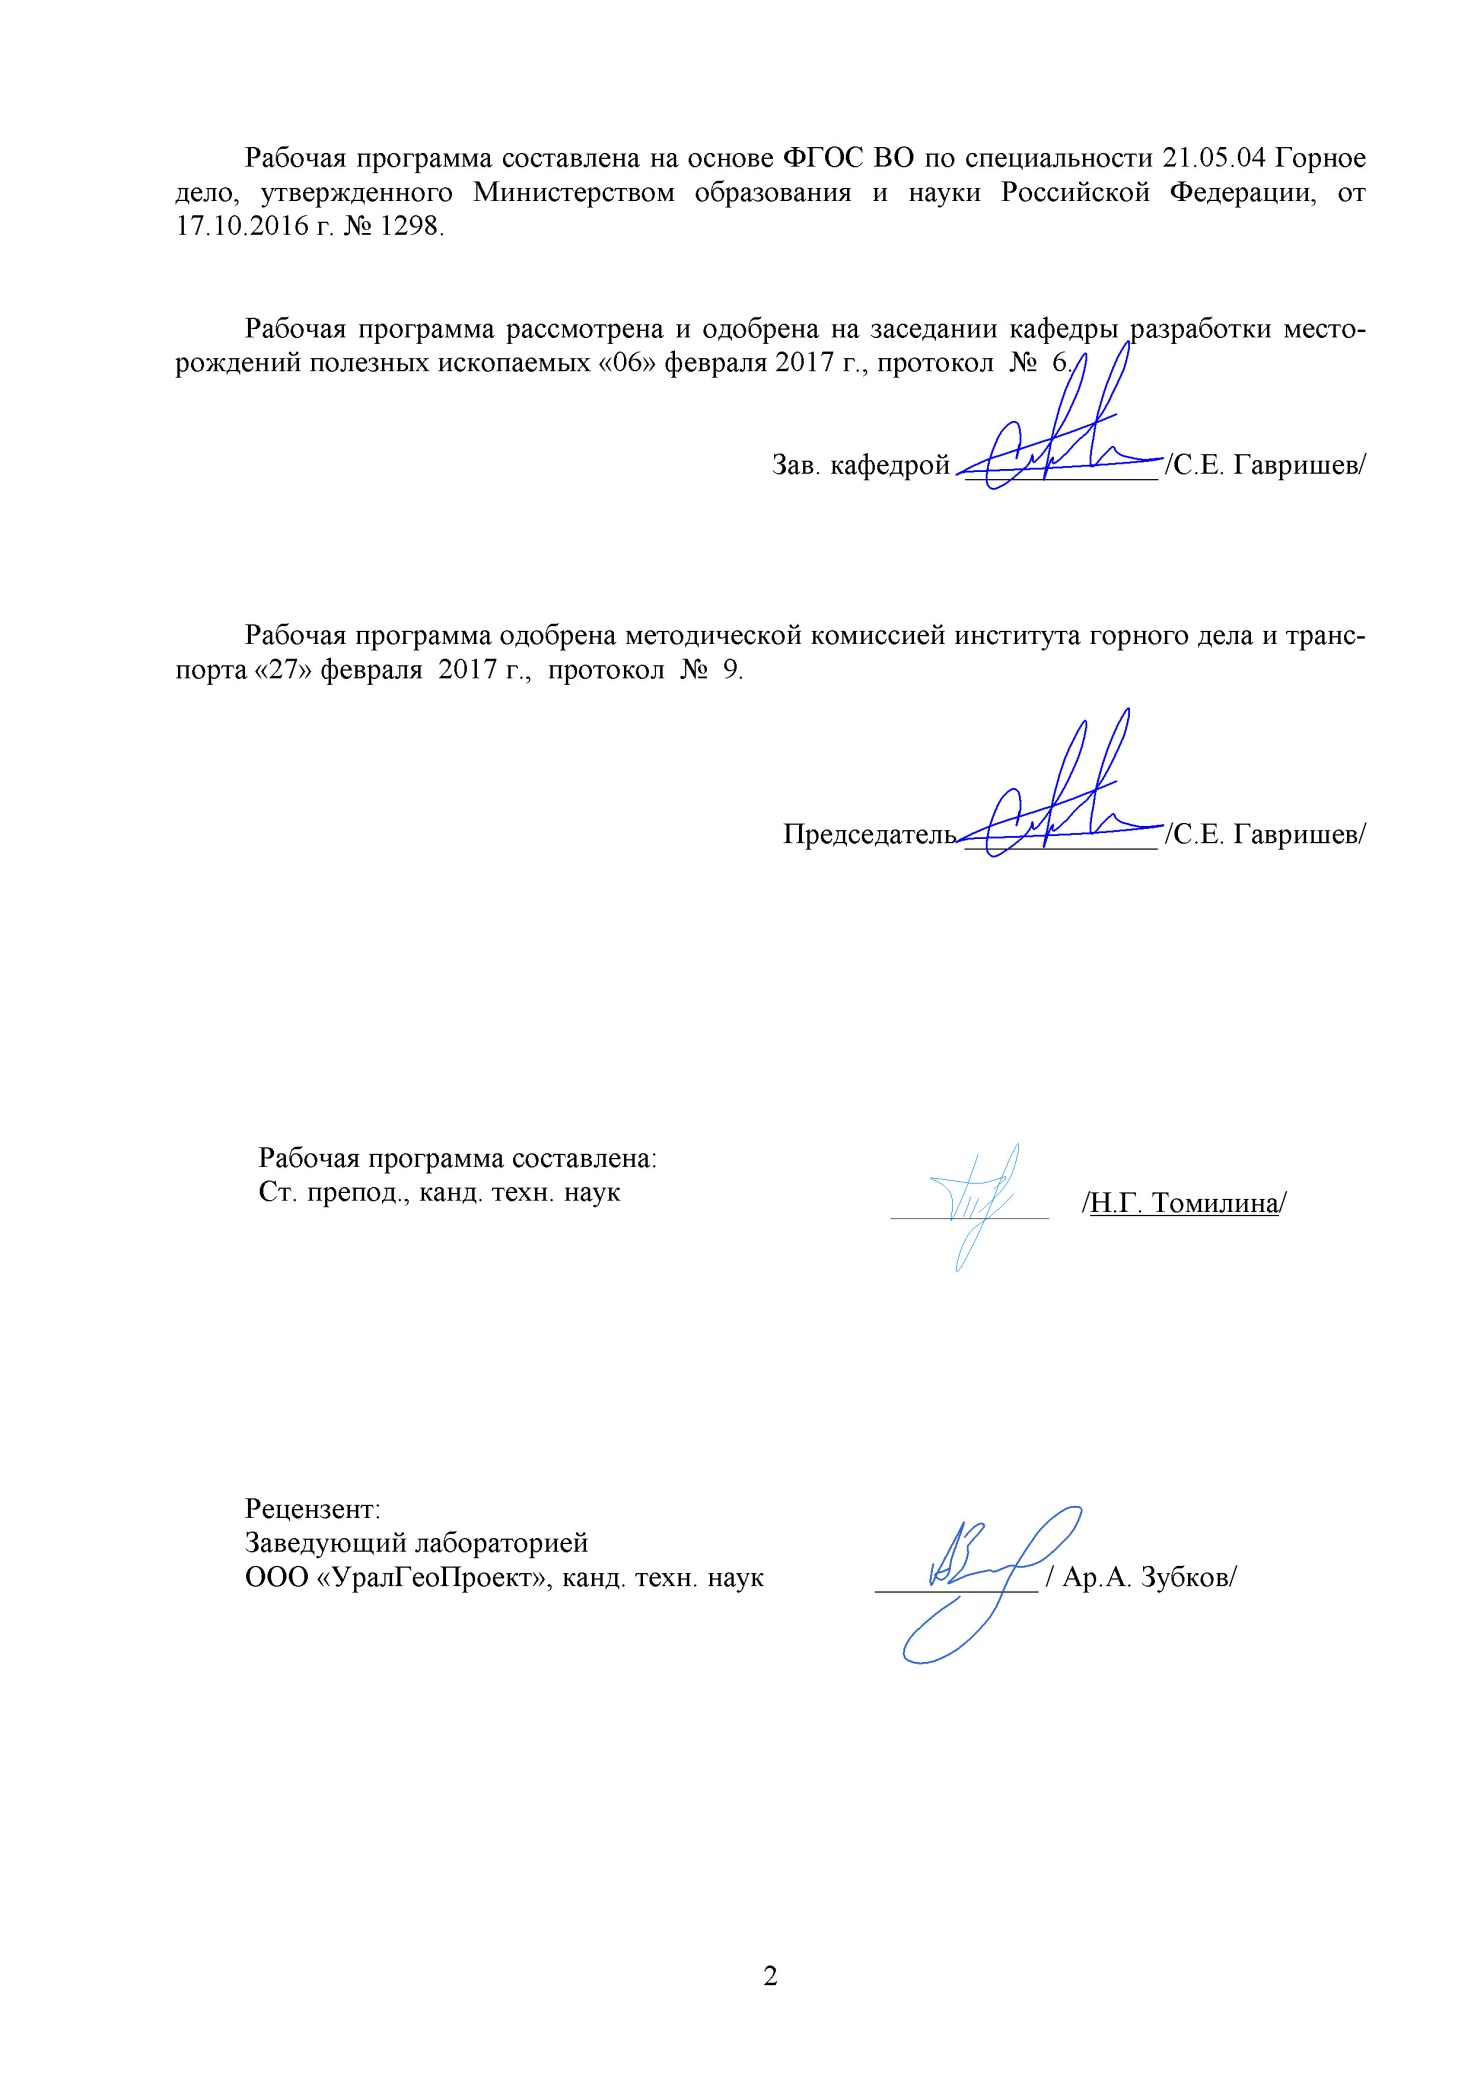 Рабочая программа составлена на основе ФГОС ВО по специальности 21.05.04 Горное
дело, утвержденного Министерством образования и науки Российской Федерации, от
17.10.2016 г. № 1298.
Рабочая программа рассмотрена и одобрена на заседании кафедры разработки место-
рождений полезных ископаемых «06» февраля 2017 г., протокол № 6.
Зав. кафедрой ______________ /С.Е. Гавришев/
Рабочая программа одобрена методической комиссией института горного дела и транс-
порта «27» февраля 2017 г., протокол № 9.
Председатель ______________ /С.Е. Гавришев/
Рабочая программа составлена:
Ст. препод., канд. техн. наук ____________ /Н.Г. Томилина/
Рецензент:
Заведующий лабораторией
ООО «УралГеоПроект», канд. техн. наук ____________ / Ар.А. Зубков/
2